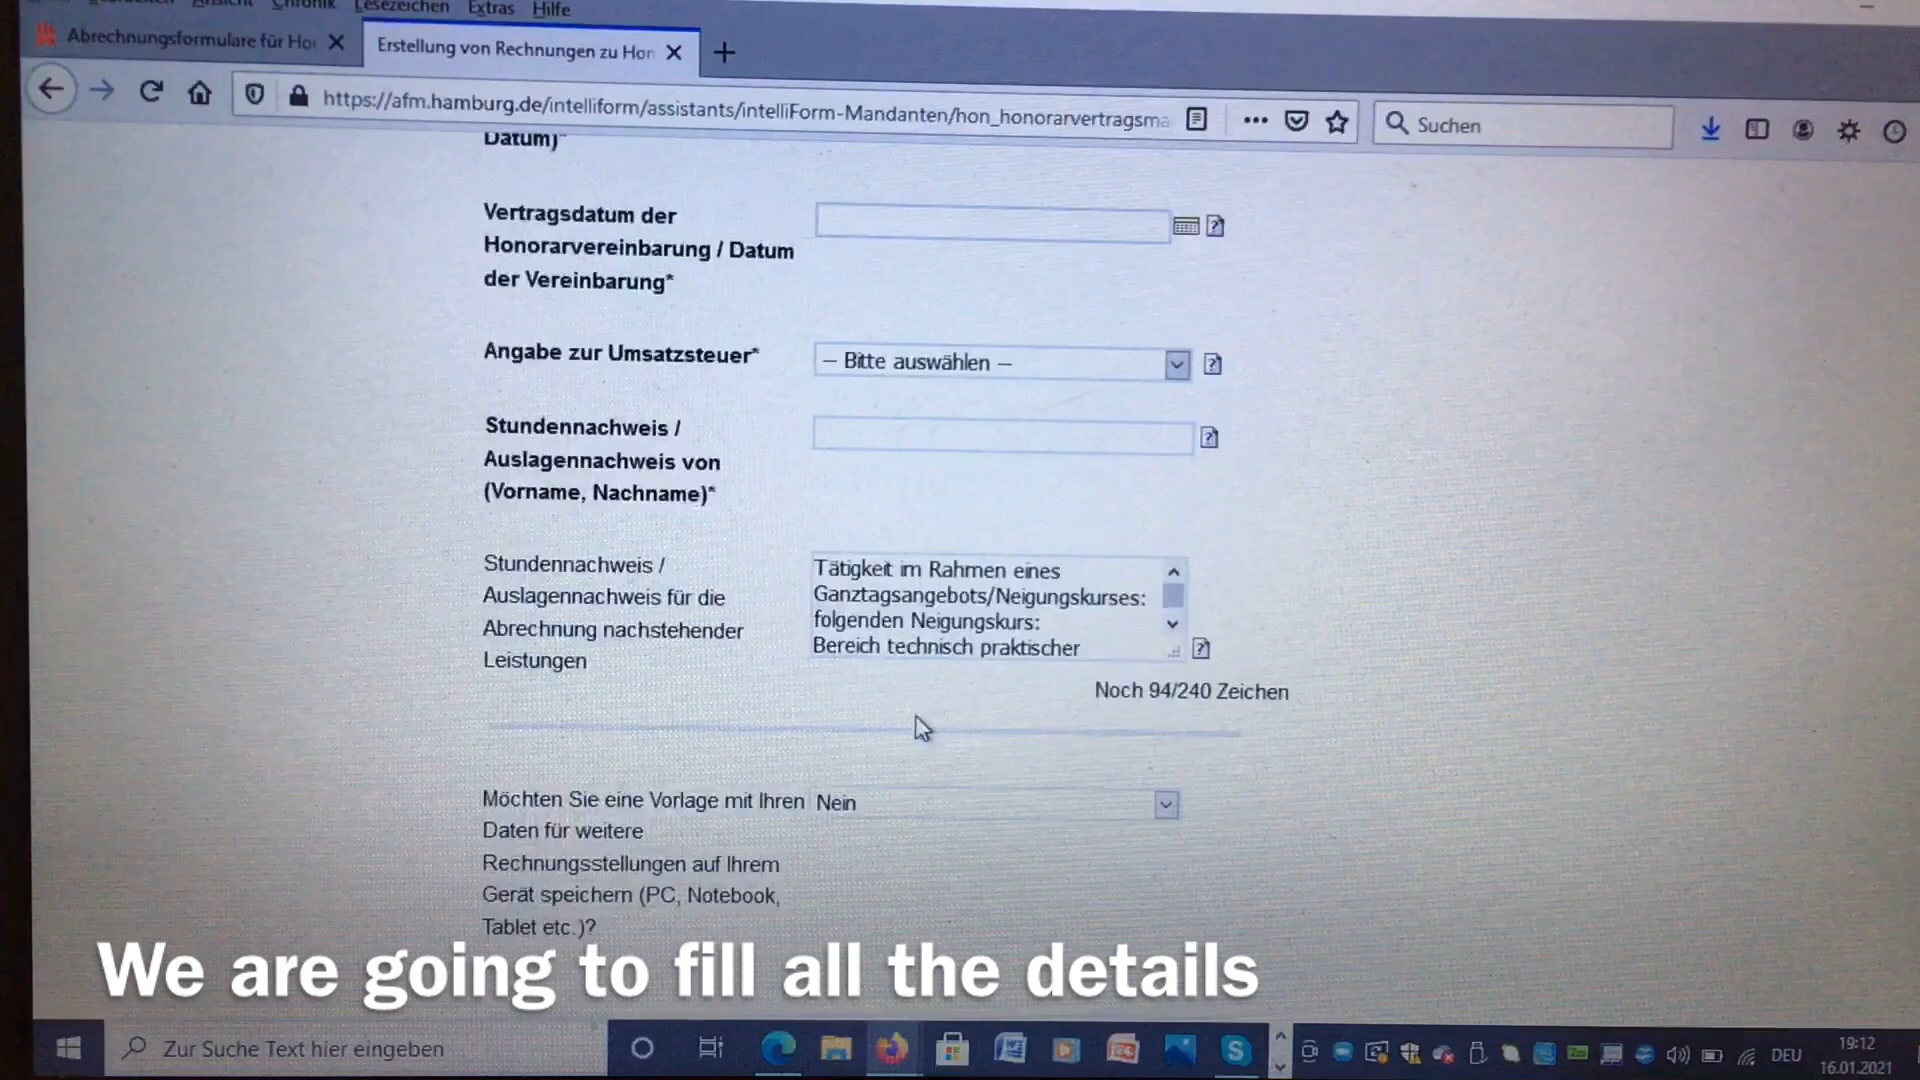 Lesezeichen Extras Hilfe
Abrechnungsformulare für Ho
Erstellung von Rechnungen zu Hon
https://afm.hamburg.de/intelliform/assistants/intelliForm-Mandanten/hon_honorarvertragsma
Suchen
Datum)*
Vertragsdatum der
Honorarvereinbarung / Datum
der Vereinbarung*
Angabe zur Umsatzsteuer*
– Bitte auswählen –
Stundennachweis /
Auslagennachweis von
(Vorname, Nachname)*
Stundennachweis /
Auslagennachweis für die
Abrechnung nachstehender
Leistungen
Tätigkeit im Rahmen eines
Ganztagsangebots/Neigungskurses:
folgenden Neigungskurs:
Bereich technisch praktischer
Noch 94/240 Zeichen
Möchten Sie eine Vorlage mit Ihren
Daten für weitere
Rechnungsstellungen auf Ihrem
Gerät speichern (PC, Notebook,
Tablet etc.)?
Nein
We are going to fill all the details
Zur Suche Text hier eingeben
DEU
19:12
16.01.2021